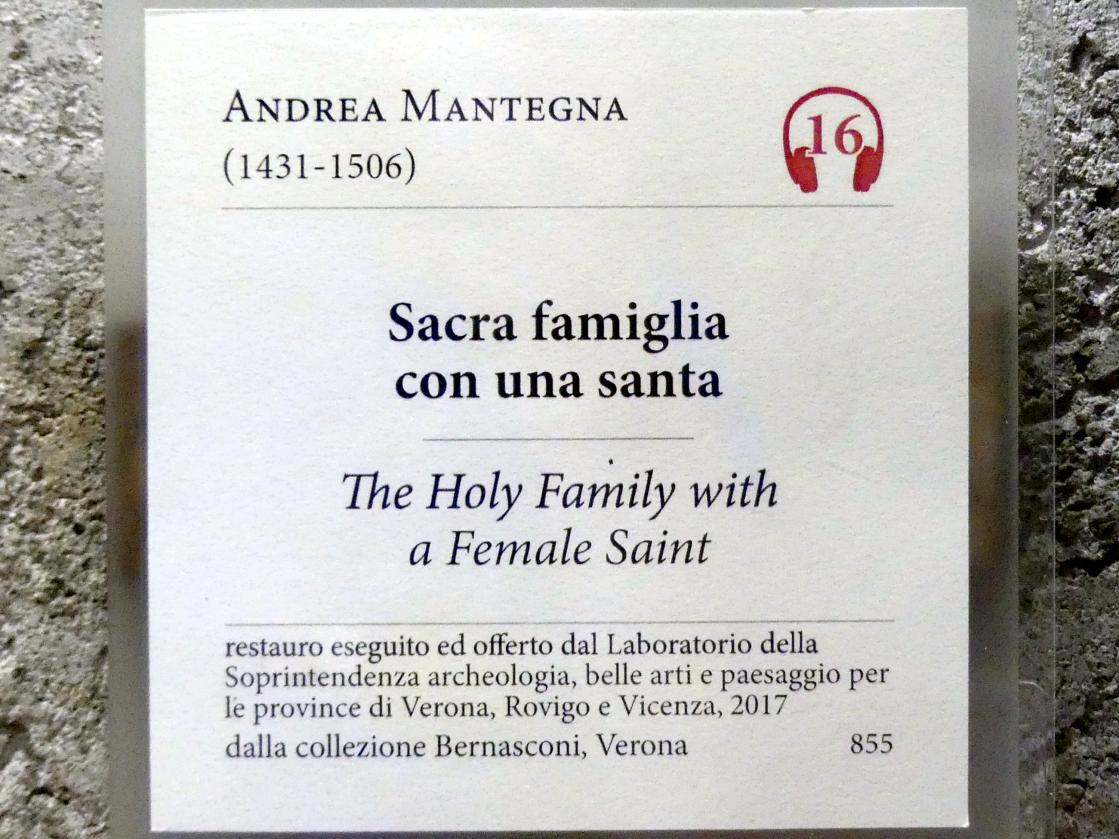 ANDREA MANTEGNA
(1431-1506)
16
Sacra famiglia
con una santa
The Holy Family with
a Female Saint
restauro eseguito ed offerto dal Laboratorio della
Soprintendenza archeologia, belle arti e paesaggio per
le province di Verona, Rovigo e Vicenza, 2017
dalla collezione Bernasconi, Verona 855